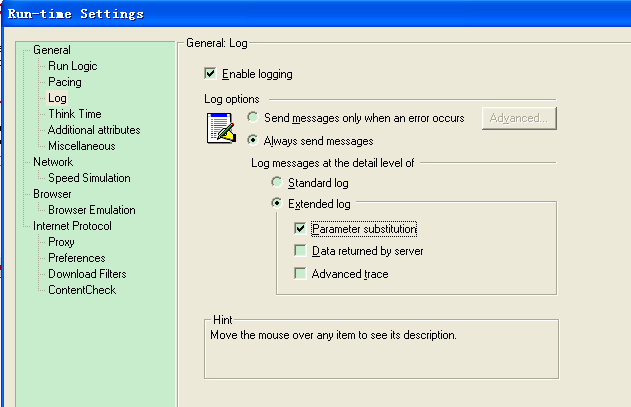 Run-time Settings
General
Run Logic
Pacing
Log
Think Time
Additional attributes
Miscellaneous
Network
Speed Simulation
Browser
Browser Emulation
Internet Protocol
Proxy
Preferences
Download Filters
ContentCheck
General: Log
Enable logging
Log options
Send messages only when an error occurs
Advanced...
Always send messages
Log messages at the detail level of
Standard log
Extended log
Parameter substitution
Data returned by server
Advanced trace
Hint
Move the mouse over any item to see its description.